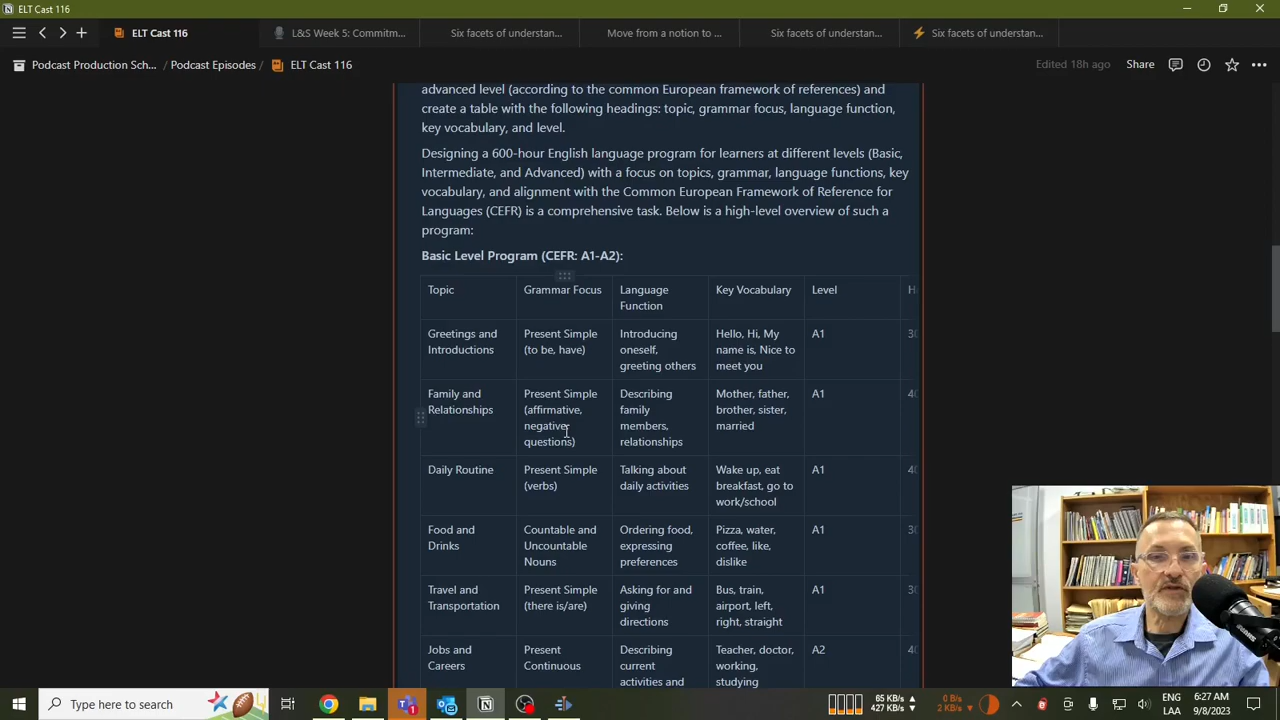 ELT Cast 116
ELT Cast 116
L&S Week 5: Commitm...
Six facets of understan...
Move from a notion to ...
Six facets of understan...
Six facets of understan...
Podcast Production Sch... / Podcast Episodes / ELT Cast 116
Edited 18h ago
Share
advanced level (according to the common European framework of references) and
create a table with the following headings: topic, grammar focus, language function,
key vocabulary, and level.
Designing a 600-hour English language program for learners at different levels (Basic,
Intermediate, and Advanced) with a focus on topics, grammar, language functions, key
vocabulary, and alignment with the Common European Framework of Reference for
Languages (CEFR) is a comprehensive task. Below is a high-level overview of such a
program:
Basic Level Program (CEFR: A1-A2):
Topic
Grammar Focus
Language
Function
Key Vocabulary
Level
Greetings and
Introductions
Present Simple
(to be, have)
Introducing
oneself,
greeting others
Hello, Hi, My
name is, Nice to
meet you
A1
Family and
Relationships
Present Simple
(affirmative,
negative,
questions)
Describing
family
members,
relationships
Mother, father,
brother, sister,
married
A1
Daily Routine
Present Simple
(verbs)
Talking about
daily activities
Wake up, eat
breakfast, go to
work/school
A1
Food and
Drinks
Countable and
Uncountable
Nouns
Ordering food,
expressing
preferences
Pizza, water,
coffee, like,
dislike
A1
Travel and
Transportation
Present Simple
(there is/are)
Asking for and
giving
directions
Bus, train,
airport, left,
right, straight
A1
Jobs and
Careers
Present
Continuous
Describing
current
activities and
Teacher, doctor,
working,
studying
A2
Type here to search
85 KB/s
427 KB/s
0 B/s
2 KB/s
ENG
LAA
6:27 AM
9/8/2023